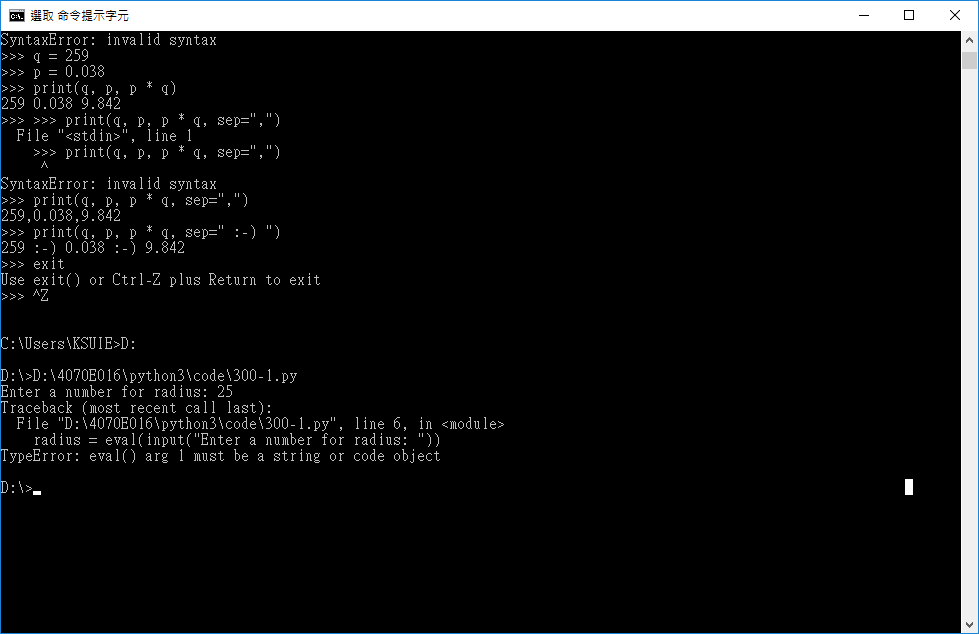 選取 命令提示字元
SyntaxError: invalid syntax
>>> q = 259
>>> p = 0.038
>>> print(q, p, p * q)
259 0.038 9.842
>>> >>> print(q, p, p * q, sep=",")
  File "<stdin>", line 1
    >>> print(q, p, p * q, sep=",")
     ^
SyntaxError: invalid syntax
>>> print(q, p, p * q, sep=",")
259,0.038,9.842
>>> print(q, p, p * q, sep=" :-) ")
259 :-) 0.038 :-) 9.842
>>> exit
Use exit() or Ctrl-Z plus Return to exit
>>> ^Z
C:\Users\KSUIE>D:
D:\>D:\4070E016\python3\code\300-1.py
Enter a number for radius: 25
Traceback (most recent call last):
  File "D:\4070E016\python3\code\300-1.py", line 6, in <module>
    radius = eval(input("Enter a number for radius: "))
TypeError: eval() arg 1 must be a string or code object
D:\>